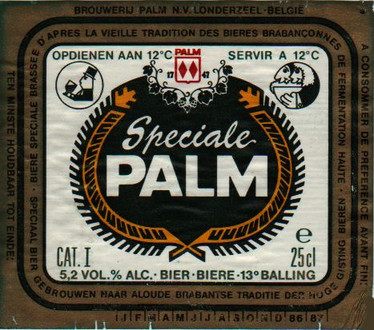 BROUWERIJ PALM N.V. LONDERZEEL-BELGIË
BIERE SPECIALE BRASSEE D'APRES LA VIEILLE TRADITION DES BIERES BRABANÇONNES DE FERMENTATION HAUTE
A CONSOMMER DE PREFERENCE AVANT FIN:
TEN MINSTE HOUDBAAR TOT EINDE:
OPDIENEN AAN 12°C
PALM
SERVIR A 12°C
17 47
Speciale
PALM
CAT. I
e
25cl
5,2 VOL.% ALC. · BIER · BIERE · 13° BALLING
SPECIAAL BIER GEBROUWEN NAAR ALOUDE BRABANTSE TRADITIE DER HOGE GISTING BIEREN
J F M A M J J A S O N D 86 87